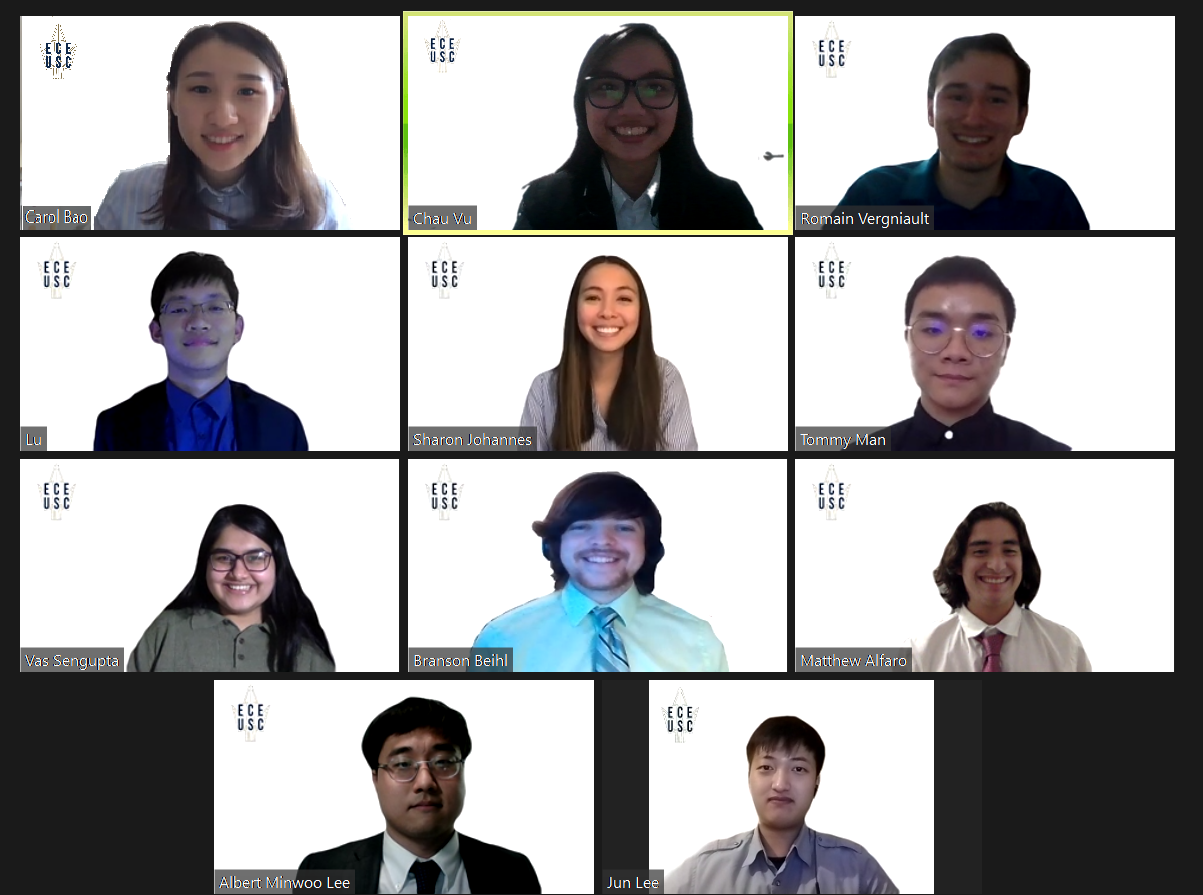 ECE
USC
Carol Bao
ECE
USC
Chau Vu
ECE
USC
Romain Vergniault
ECE
USC
Lu
ECE
USC
Sharon Johannes
ECE
USC
Tommy Man
ECE
USC
Vas Sengupta
ECE
USC
Branson Beihl
ECE
USC
Matthew Alfaro
ECE
USC
Albert Minwoo Lee
ECE
USC
Jun Lee